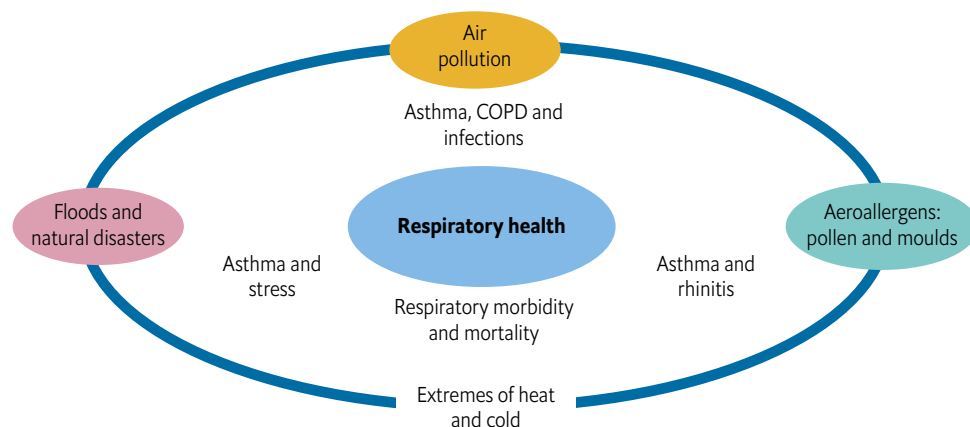 Air
pollution
Asthma, COPD and
infections
Floods and
natural disasters
Respiratory health
Aeroallergens:
pollen and moulds
Asthma and
stress
Asthma and
rhinitis
Respiratory morbidity
and mortality
Extremes of heat
and cold